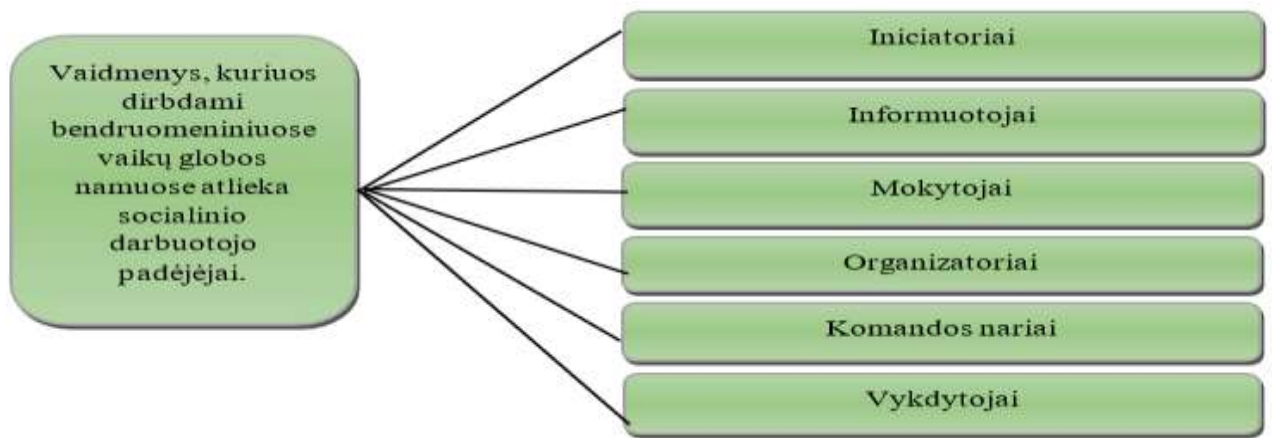 Vaidmenys, kuriuos
dirbdami
bendruomeniniuose
vaikų globos
namuose atlieka
socialinio
darbuotojo
padėjėjai.
Iniciatoriai
Informuotojai
Mokytojai
Organizatoriai
Komandos nariai
Vykdytojai